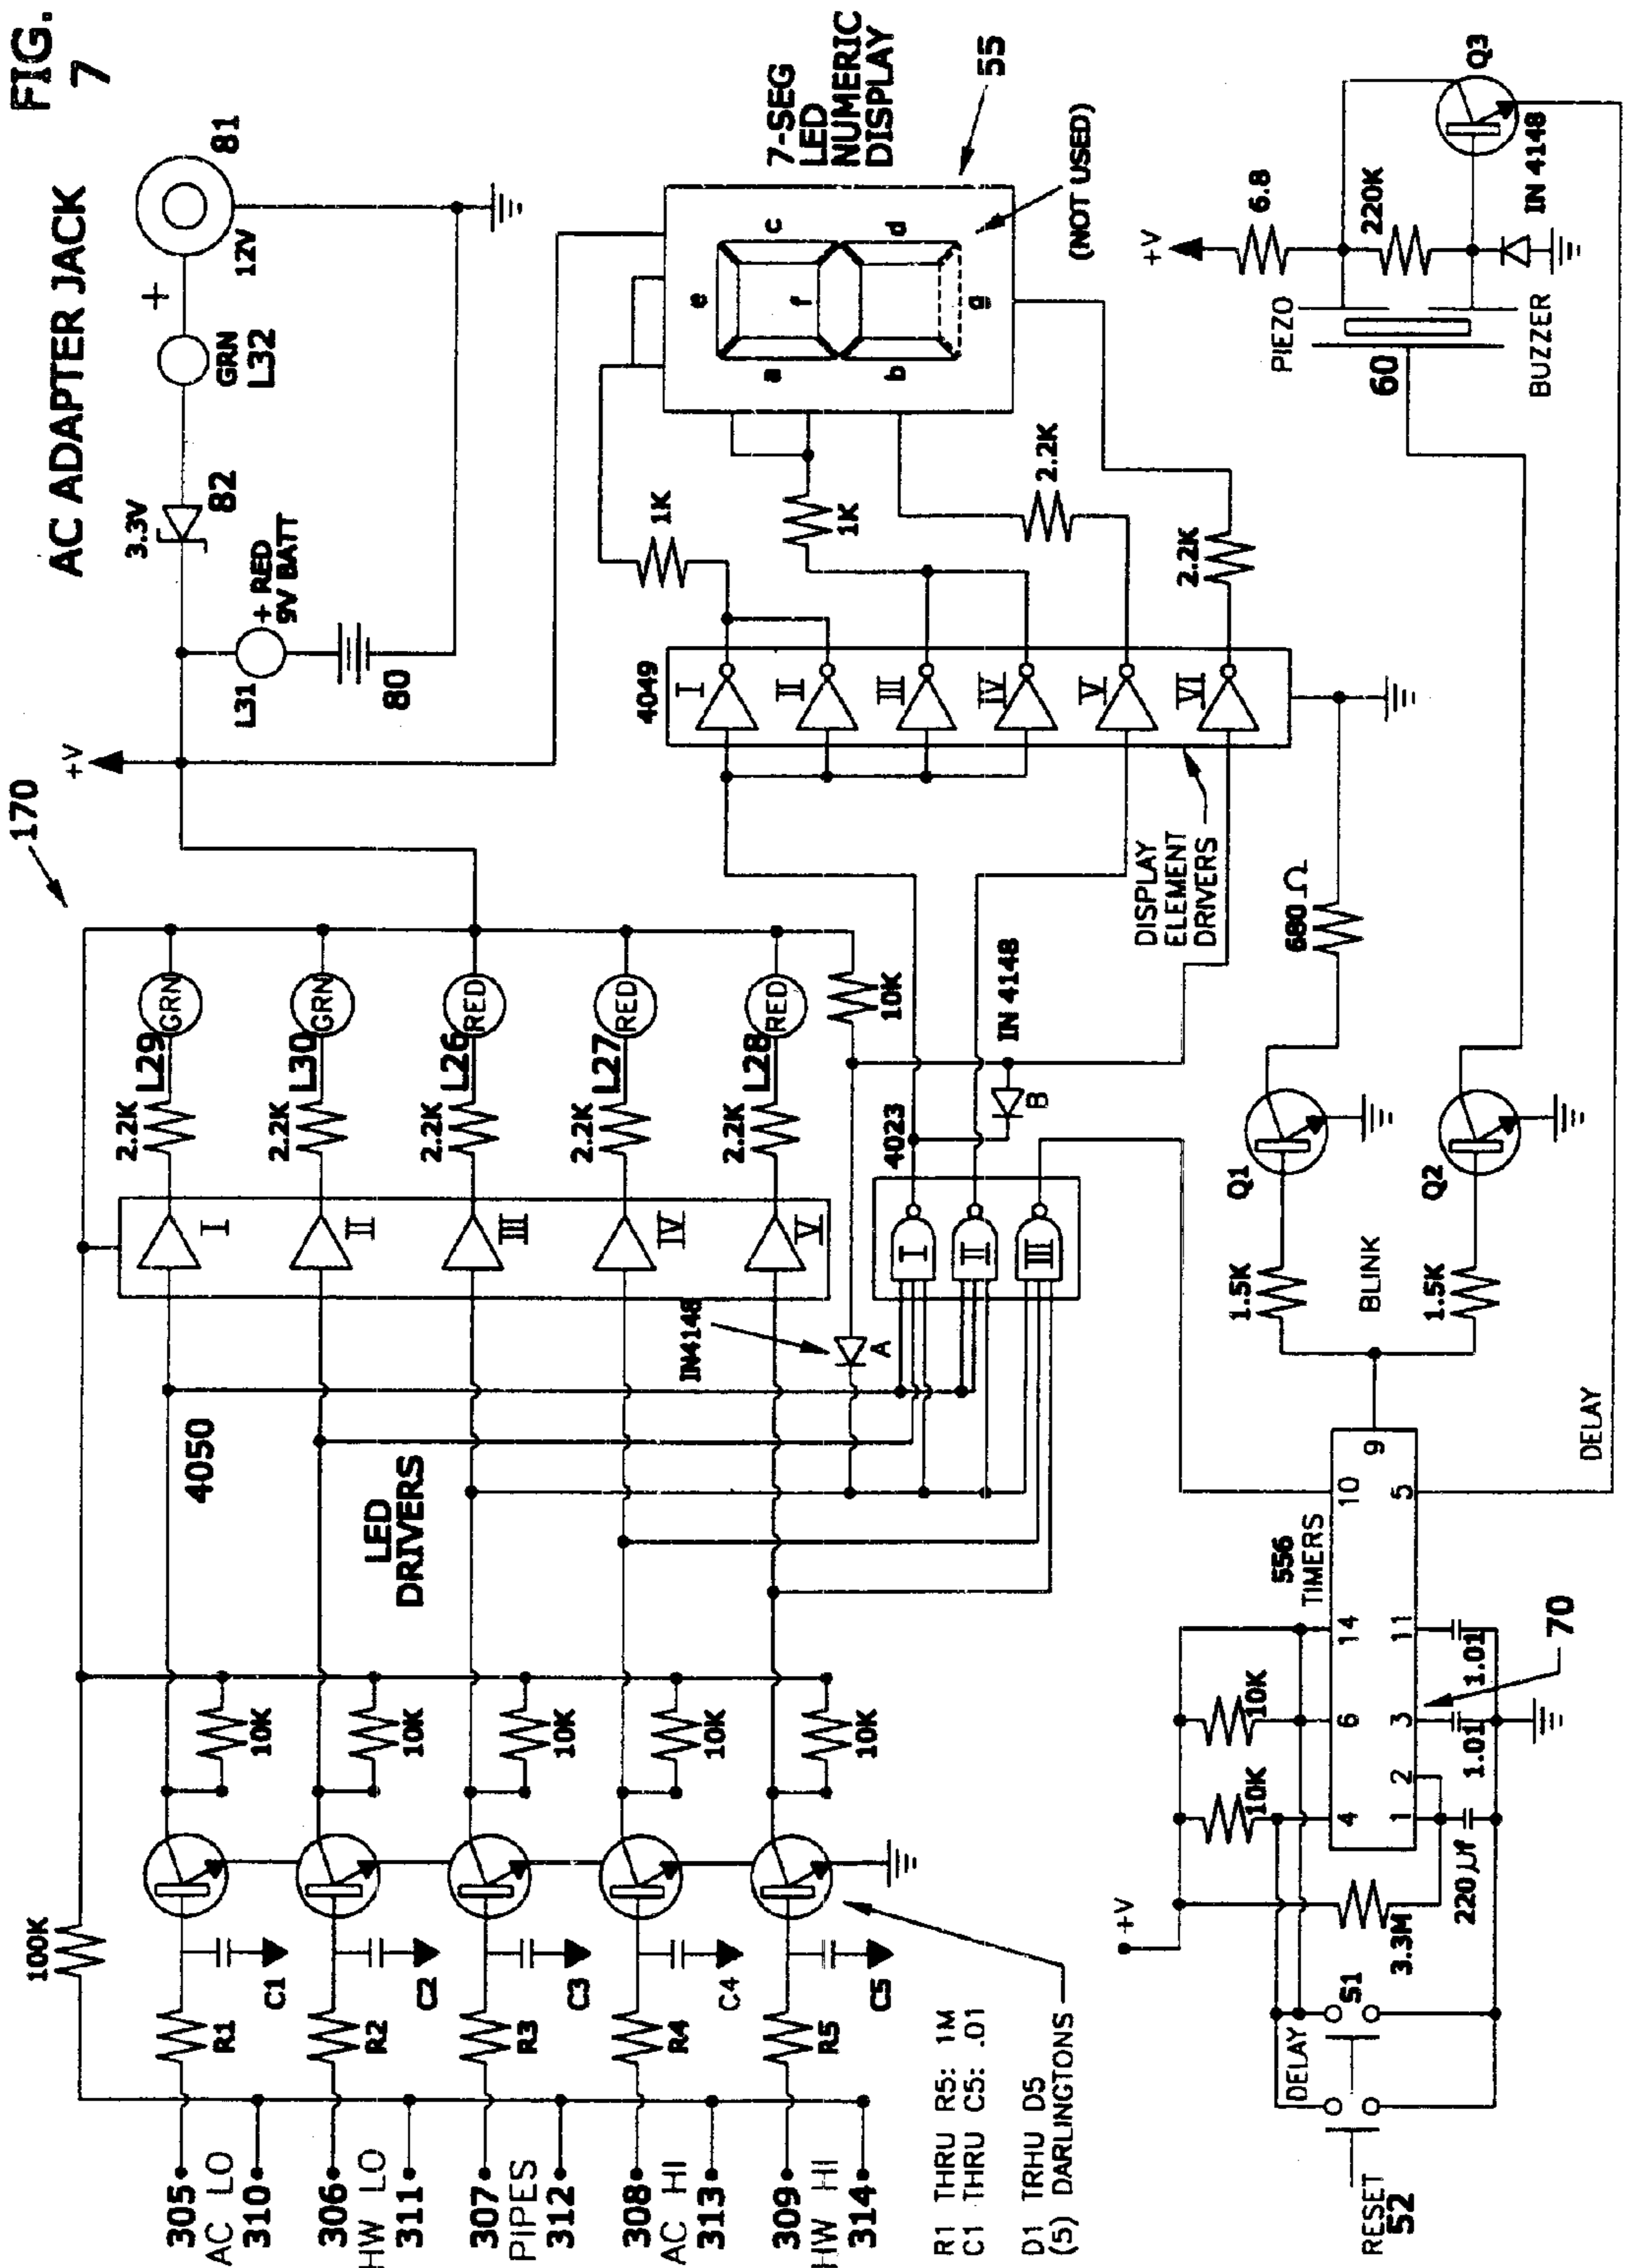 FIG.
7
AC ADAPTER JACK
170
+V
3.3V
82
+
GRN
L32
12V
81
L31
+ RED
9V BATT
80
100K
305
AC LO
310
306
HW LO
311
307
PIPES
312
308
AC HI
313
309
HW HI
314
R1
C1
R2
C2
R3
C3
R4
C4
R5
C5
10K
10K
10K
10K
10K
4050
LED
DRIVERS
I
II
III
IV
V
2.2K
L29
GRN
2.2K
L30
GRN
2.2K
L26
RED
2.2K
L27
RED
2.2K
L28
RED
10K
IN4148
A
4023
I
II
III
B
IN 4148
4049
I
II
III
IV
V
VI
DISPLAY
ELEMENT
DRIVERS
1K
1K
2.2K
2.2K
7-SEG
LED
NUMERIC
DISPLAY
55
a
b
c
d
e
f
g
(NOT USED)
R1 THRU R5: 1M
C1 THRU C5: .01
D1 TRHU D5
(5) DARLINGTONS
RESET
52
DELAY
S1
+V
3.3M
10K
10K
220µf
1.01
1.01
556
TIMERS
4
6
14
10
1
2
3
11
5
9
70
DELAY
BLINK
1.5K
1.5K
Q1
Q2
680 Ω
PIEZO
60
BUZZER
+V
6.8
220K
IN 4148
Q3